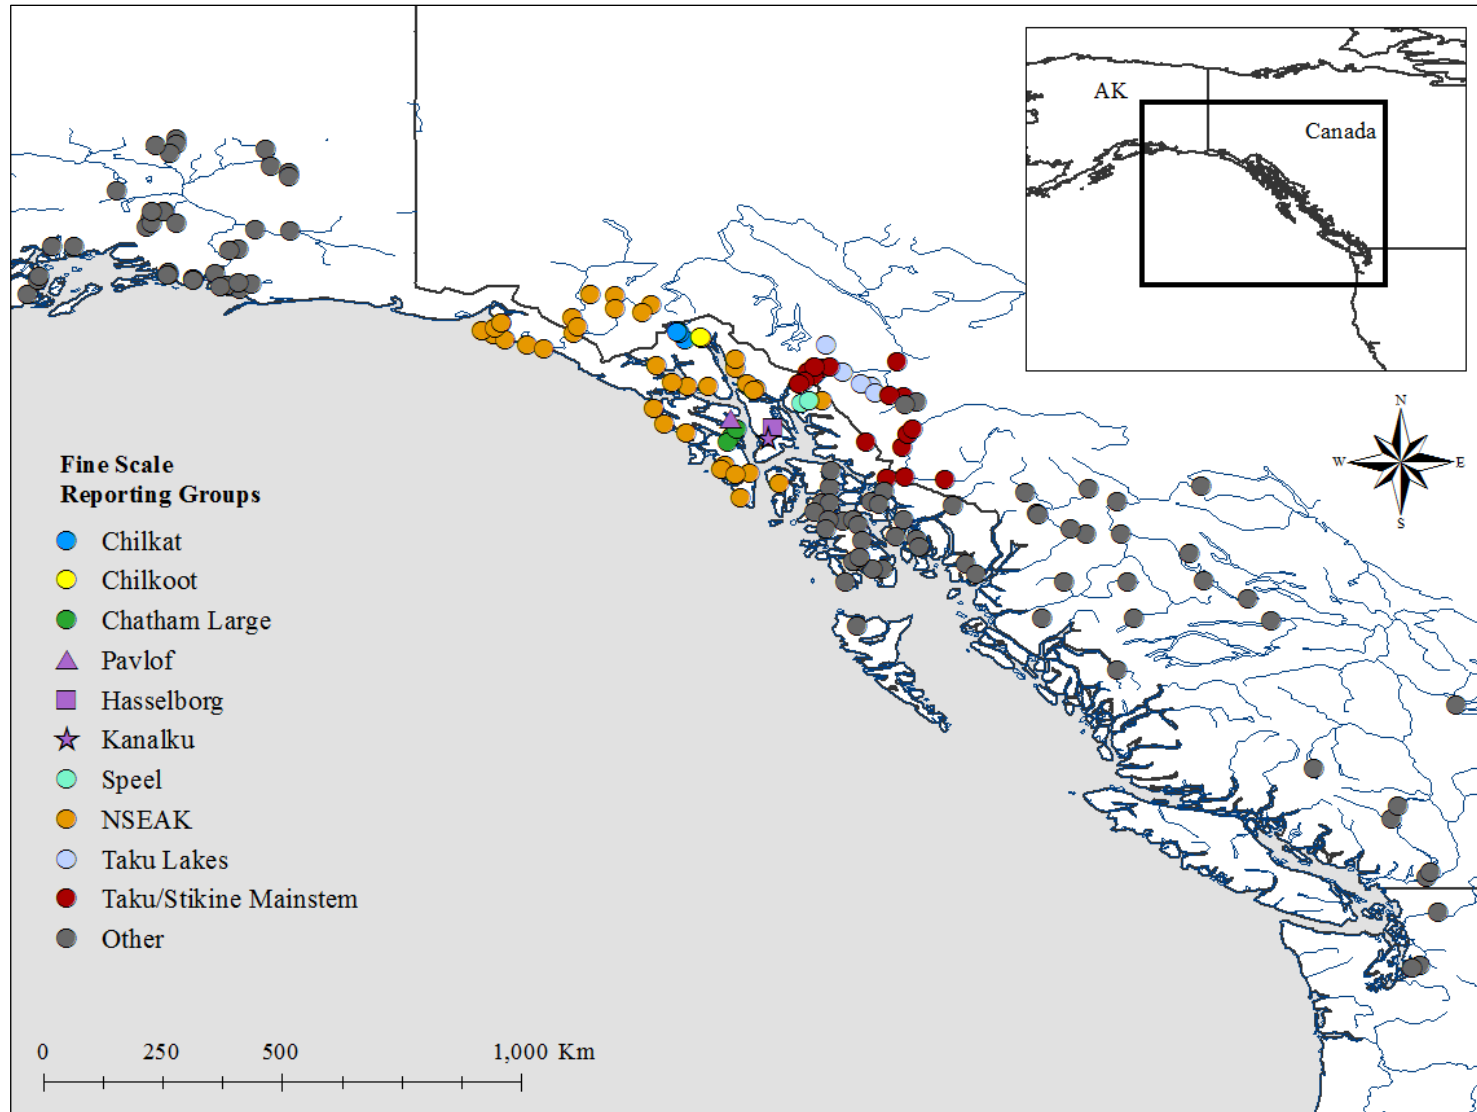 AK
Canada
N
W
E
S
Fine Scale
Reporting Groups
Chilkat
Chilkoot
Chatham Large
Pavlof
Hasselborg
Kanalku
Speel
NSEAK
Taku Lakes
Taku/Stikine Mainstem
Other
0 250 500 1,000 Km